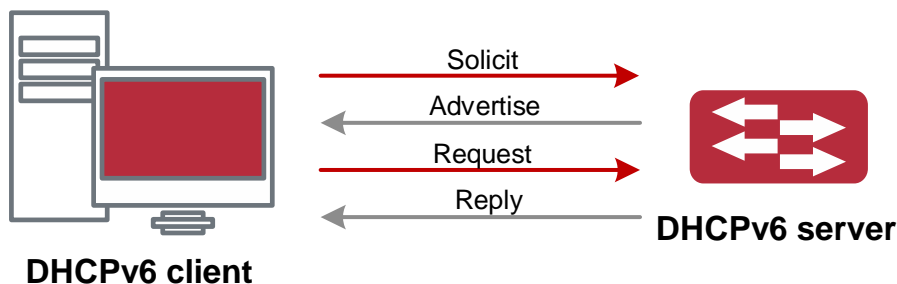 Solicit
Advertise
Request
Reply
DHCPv6 server
DHCPv6 client